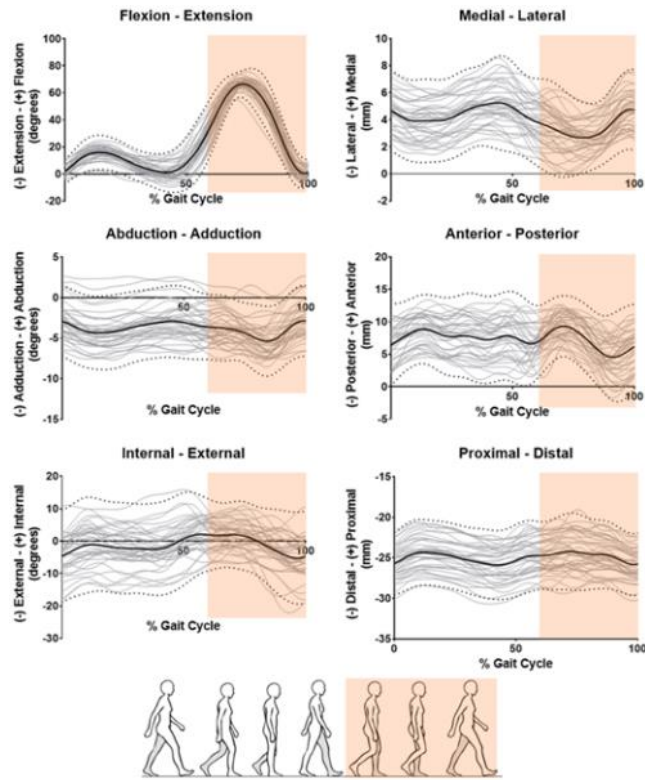 Flexion - Extension
(-) Extension - (+) Flexion
(degrees)
100
80
60
40
20
0
-20
50
100
% Gait Cycle
Medial - Lateral
(-) Lateral - (+) Medial
(mm)
10
8
6
4
2
0
-2
50
100
% Gait Cycle
Abduction - Adduction
(-) Adduction - (+) Abduction
(degrees)
5
0
-5
-10
-15
50
100
% Gait Cycle
Anterior - Posterior
(-) Posterior - (+) Anterior
(mm)
20
15
10
5
0
-5
50
100
% Gait Cycle
Internal - External
(-) External - (+) Internal
(degrees)
20
10
0
-10
-20
-30
50
100
% Gait Cycle
Proximal - Distal
(-) Distal - (+) Proximal
(mm)
-15
-20
-25
-30
-35
0
50
100
% Gait Cycle